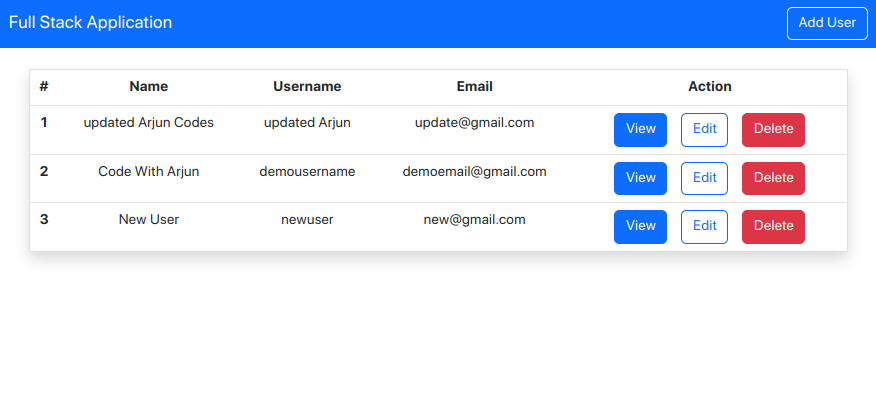 Full Stack Application Add User
# Name Username Email Action
1 updated Arjun Codes updated Arjun update@gmail.com View Edit Delete
2 Code With Arjun demousername demoemail@gmail.com View Edit Delete
3 New User newuser new@gmail.com View Edit Delete